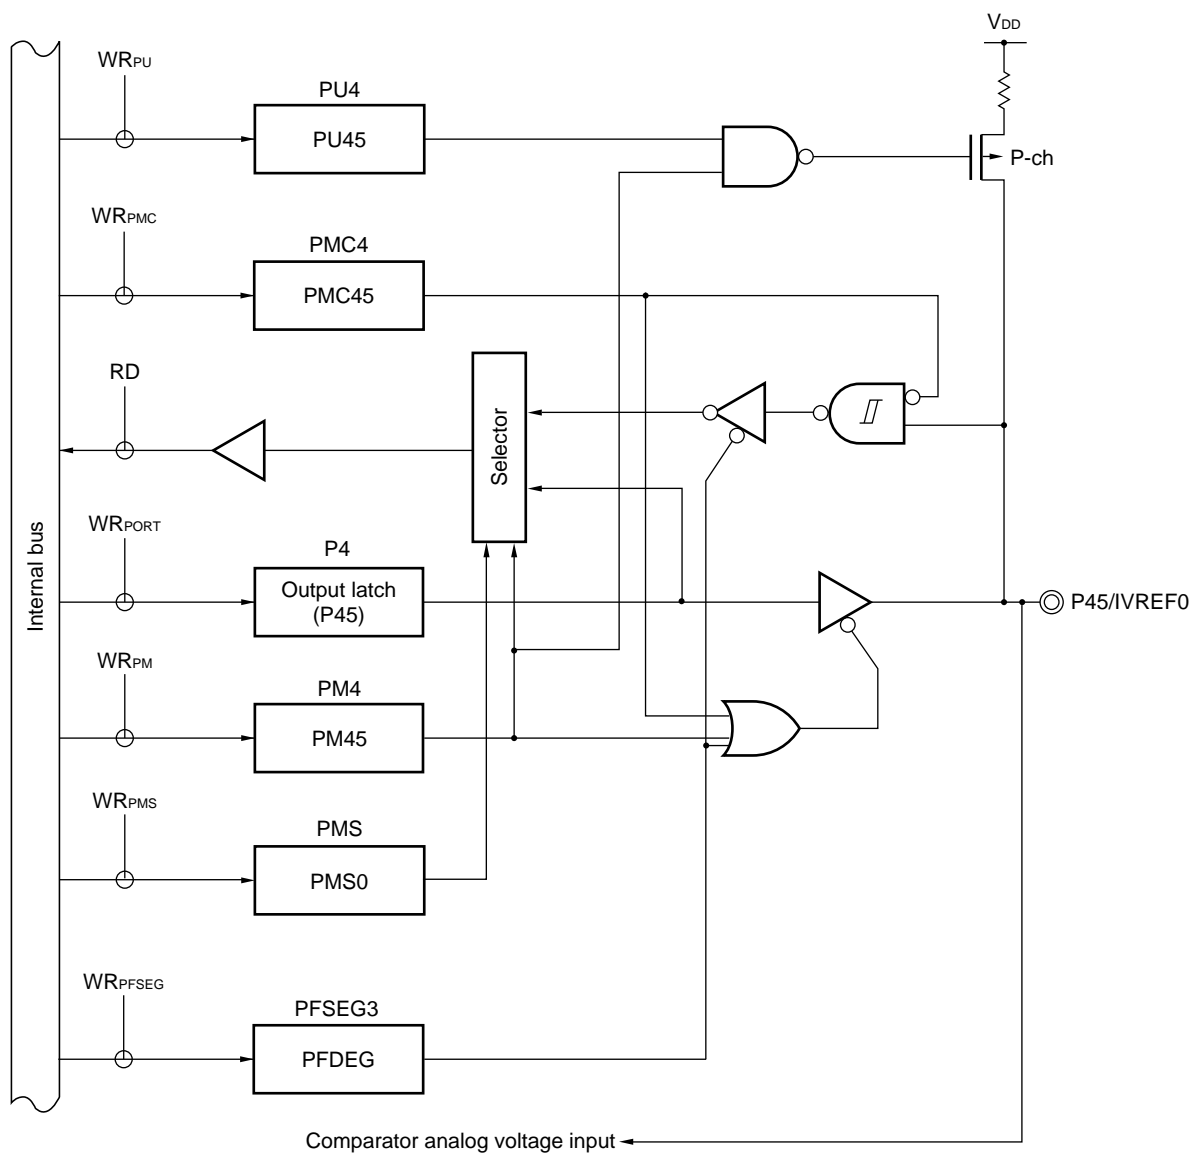 VDD
WRPU
PU4
PU45
P-ch
WRPMC
PMC4
PMC45
RD
Selector
WRPORT
P4
Output latch
(P45)
Internal bus
P45/IVREF0
WRPM
PM4
PM45
WRPMS
PMS
PMS0
WRPFSEG
PFSEG3
PFDEG
Comparator analog voltage input